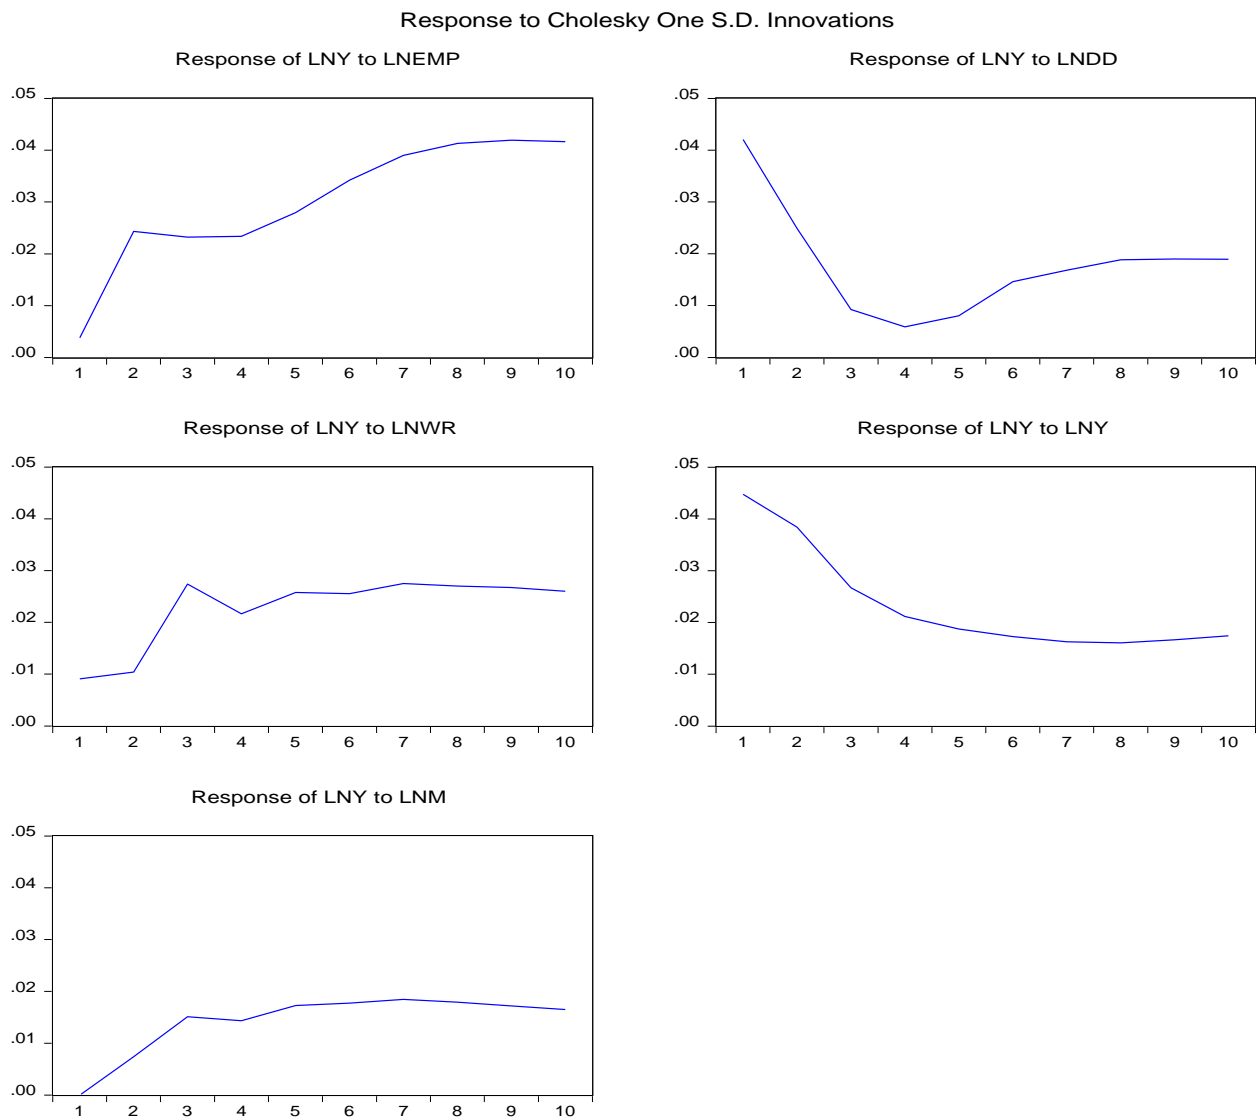 Response to Cholesky One S.D. Innovations
Response of LNY to LNEMP
.05
.04
.03
.02
.01
.00
1 2 3 4 5 6 7 8 9 10
Response of LNY to LNDD
.05
.04
.03
.02
.01
.00
1 2 3 4 5 6 7 8 9 10
Response of LNY to LNWR
.05
.04
.03
.02
.01
.00
1 2 3 4 5 6 7 8 9 10
Response of LNY to LNY
.05
.04
.03
.02
.01
.00
1 2 3 4 5 6 7 8 9 10
Response of LNY to LNM
.05
.04
.03
.02
.01
.00
1 2 3 4 5 6 7 8 9 10